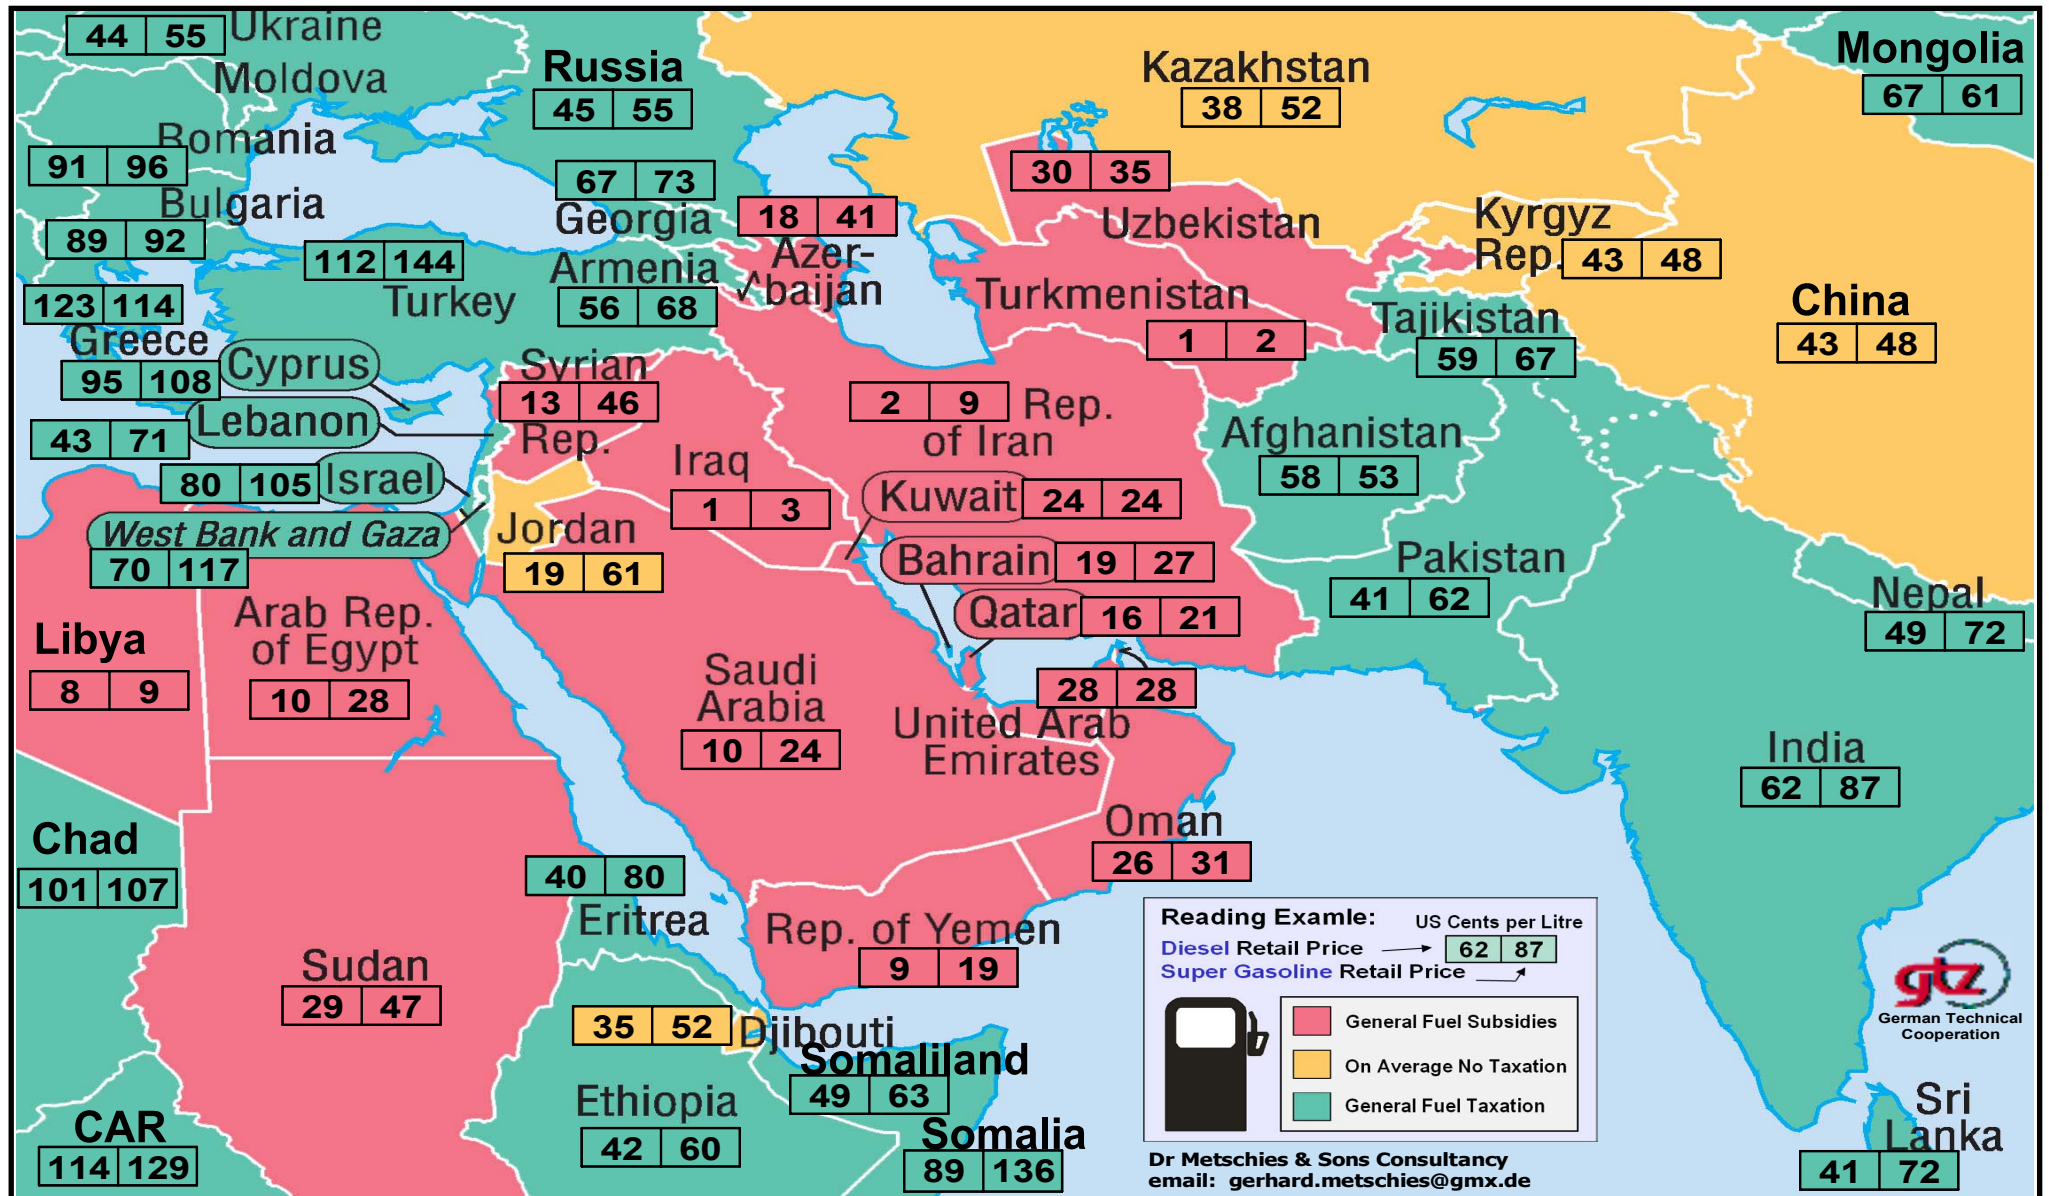 44 55
Ukraine
Moldova
Russia
45 55
Kazakhstan
38 52
Mongolia
67 61
Romania
91 96
Bulgaria
89 92
67 73
Georgia
18 41
Azer-
baijan
30 35
Uzbekistan
Kyrgyz
Rep. 43 48
112 144
Turkey
Armenia
56 68
Turkmenistan
1 2
Tajikistan
59 67
China
43 48
123 114
Greece
95 108
Cyprus
Syrian
13 46
Rep.
2 9 Rep.
of Iran
Afghanistan
58 53
Lebanon
43 71
80 105 Israel
Iraq
1 3
Kuwait 24 24
West Bank and Gaza
70 117
Jordan
19 61
Bahrain 19 27
Qatar 16 21
Pakistan
41 62
Nepal
49 72
Libya
8 9
Arab Rep.
of Egypt
10 28
Saudi
Arabia
10 24
28 28
United Arab
Emirates
India
62 87
Oman
26 31
Chad
101 107
40 80
Eritrea
Rep. of Yemen
9 19
Sudan
29 47
35 52 Djibouti
Somaliland
49 63
Ethiopia
42 60
Somalia
89 136
CAR
114 129
Reading Examle: US Cents per Litre
Diesel Retail Price 62 87
Super Gasoline Retail Price
General Fuel Subsidies
On Average No Taxation
General Fuel Taxation
Dr Metschies & Sons Consultancy
email: gerhard.metschies@gmx.de
gtz
German Technical
Cooperation
Sri
Lanka
41 72